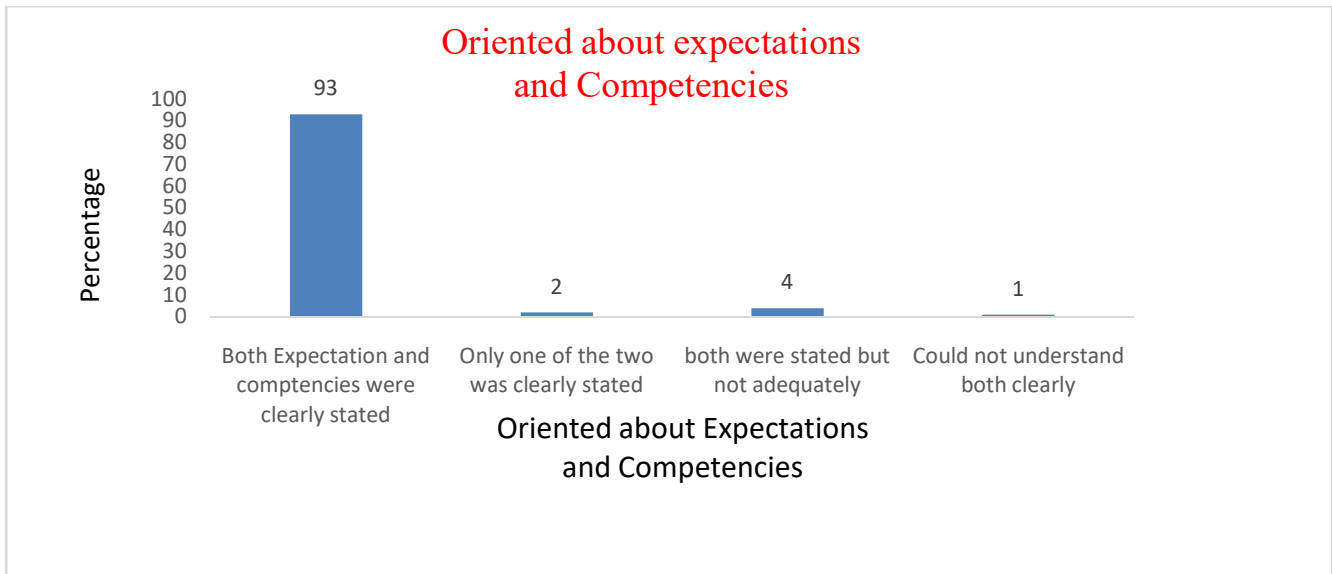 Oriented about expectations
and Competencies
Percentage
100
90
80
70
60
50
40
30
20
10
0
93
2
4
1
Both Expectation and
comptencies were
clearly stated
Only one of the two
was clearly stated
both were stated but
not adequately
Could not understand
both clearly
Oriented about Expectations
and Competencies